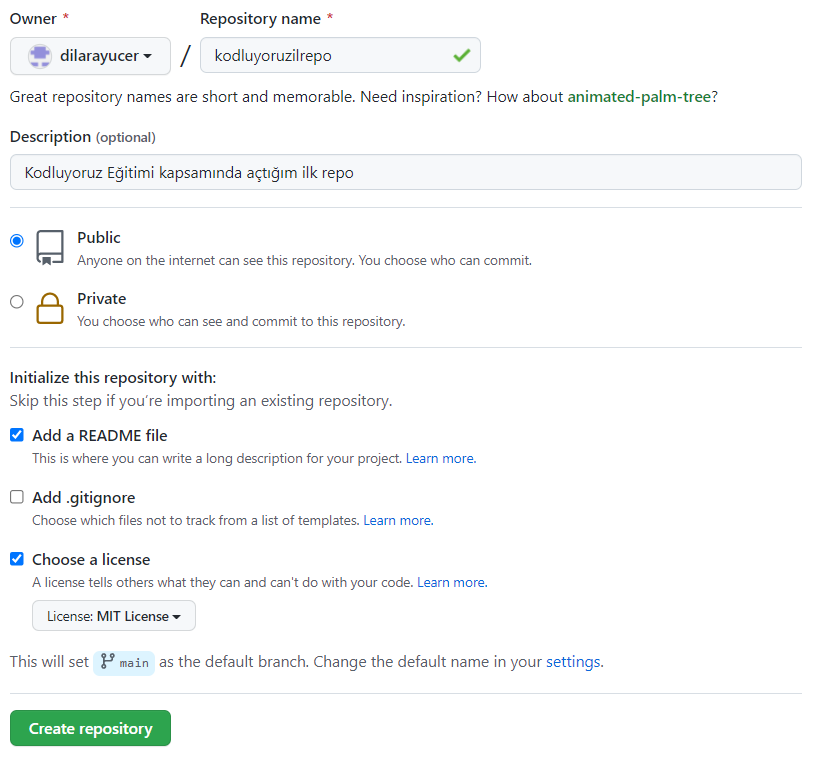 Owner * Repository name *
dilarayucer / kodluyoruzilrepo
Great repository names are short and memorable. Need inspiration? How about animated-palm-tree?
Description (optional)
Kodluyoruz Eğitimi kapsamında açtığım ilk repo
Public
Anyone on the internet can see this repository. You choose who can commit.
Private
You choose who can see and commit to this repository.
Initialize this repository with:
Skip this step if you're importing an existing repository.
Add a README file
This is where you can write a long description for your project. Learn more.
Add .gitignore
Choose which files not to track from a list of templates. Learn more.
Choose a license
A license tells others what they can and can't do with your code. Learn more.
License: MIT License
This will set main as the default branch. Change the default name in your settings.
Create repository